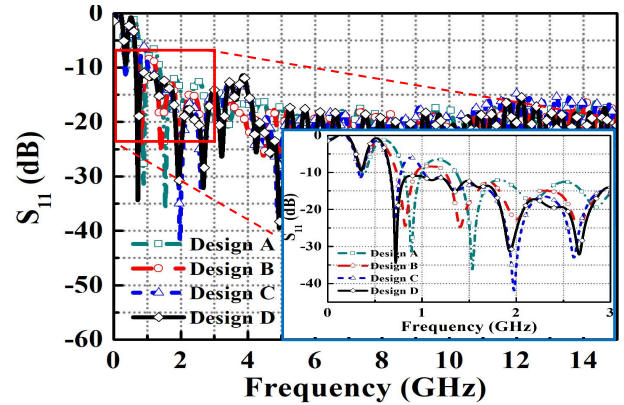 S11 (dB)
0
-10
-20
-30
-40
-50
-60
Design A
Design B
Design C
Design D
0 2 4 6 8 10 12 14
Frequency (GHz)
S11 (dB)
0
-10
-20
-30
-40
Design A
Design B
Design C
Design D
0 1 2 3
Frequency (GHz)